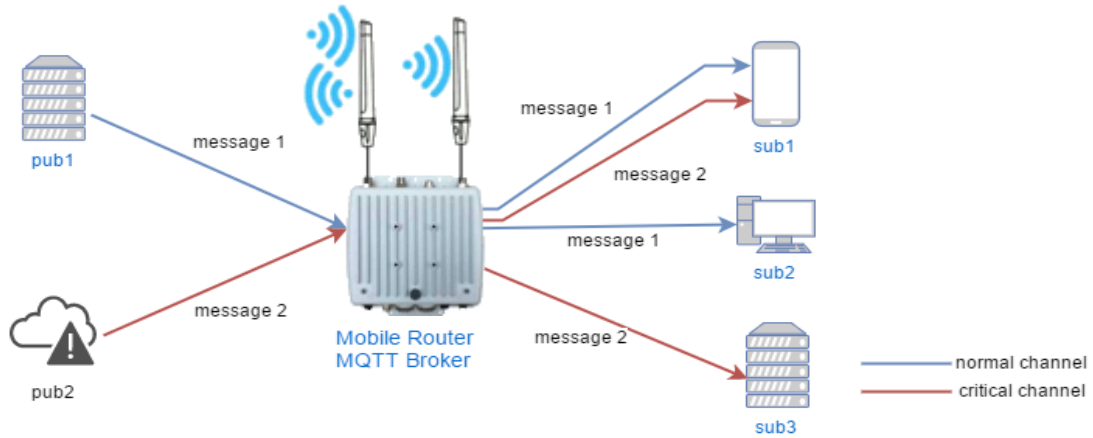 message 1
pub1
message 1
sub1
message 2
message 1
sub2
message 2
Mobile Router
MQTT Broker
message 2
pub2
normal channel
critical channel
sub3